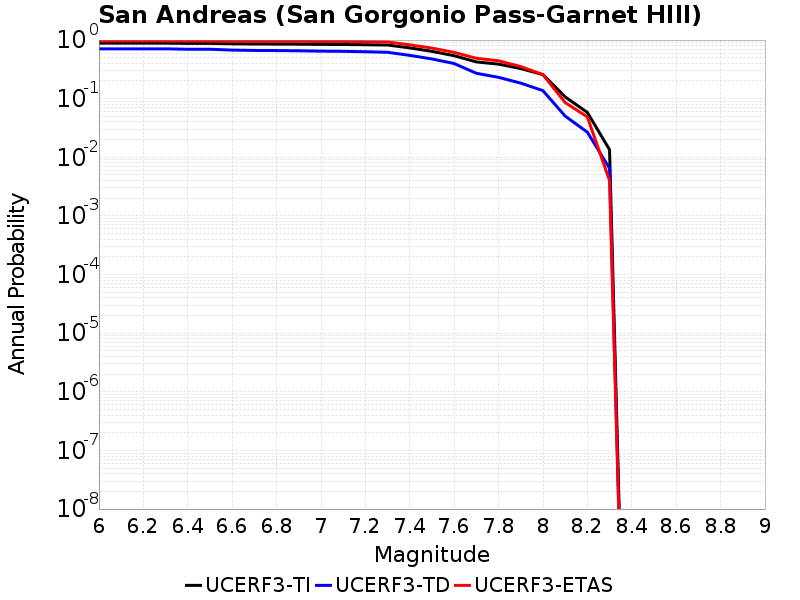 San Andreas (San Gorgonio Pass-Garnet HIll)
10^0
10^-1
10^-2
10^-3
10^-4
10^-5
10^-6
10^-7
10^-8
Annual Probability
6 6.2 6.4 6.6 6.8 7 7.2 7.4 7.6 7.8 8 8.2 8.4 8.6 8.8 9
Magnitude
UCERF3-TI UCERF3-TD UCERF3-ETAS